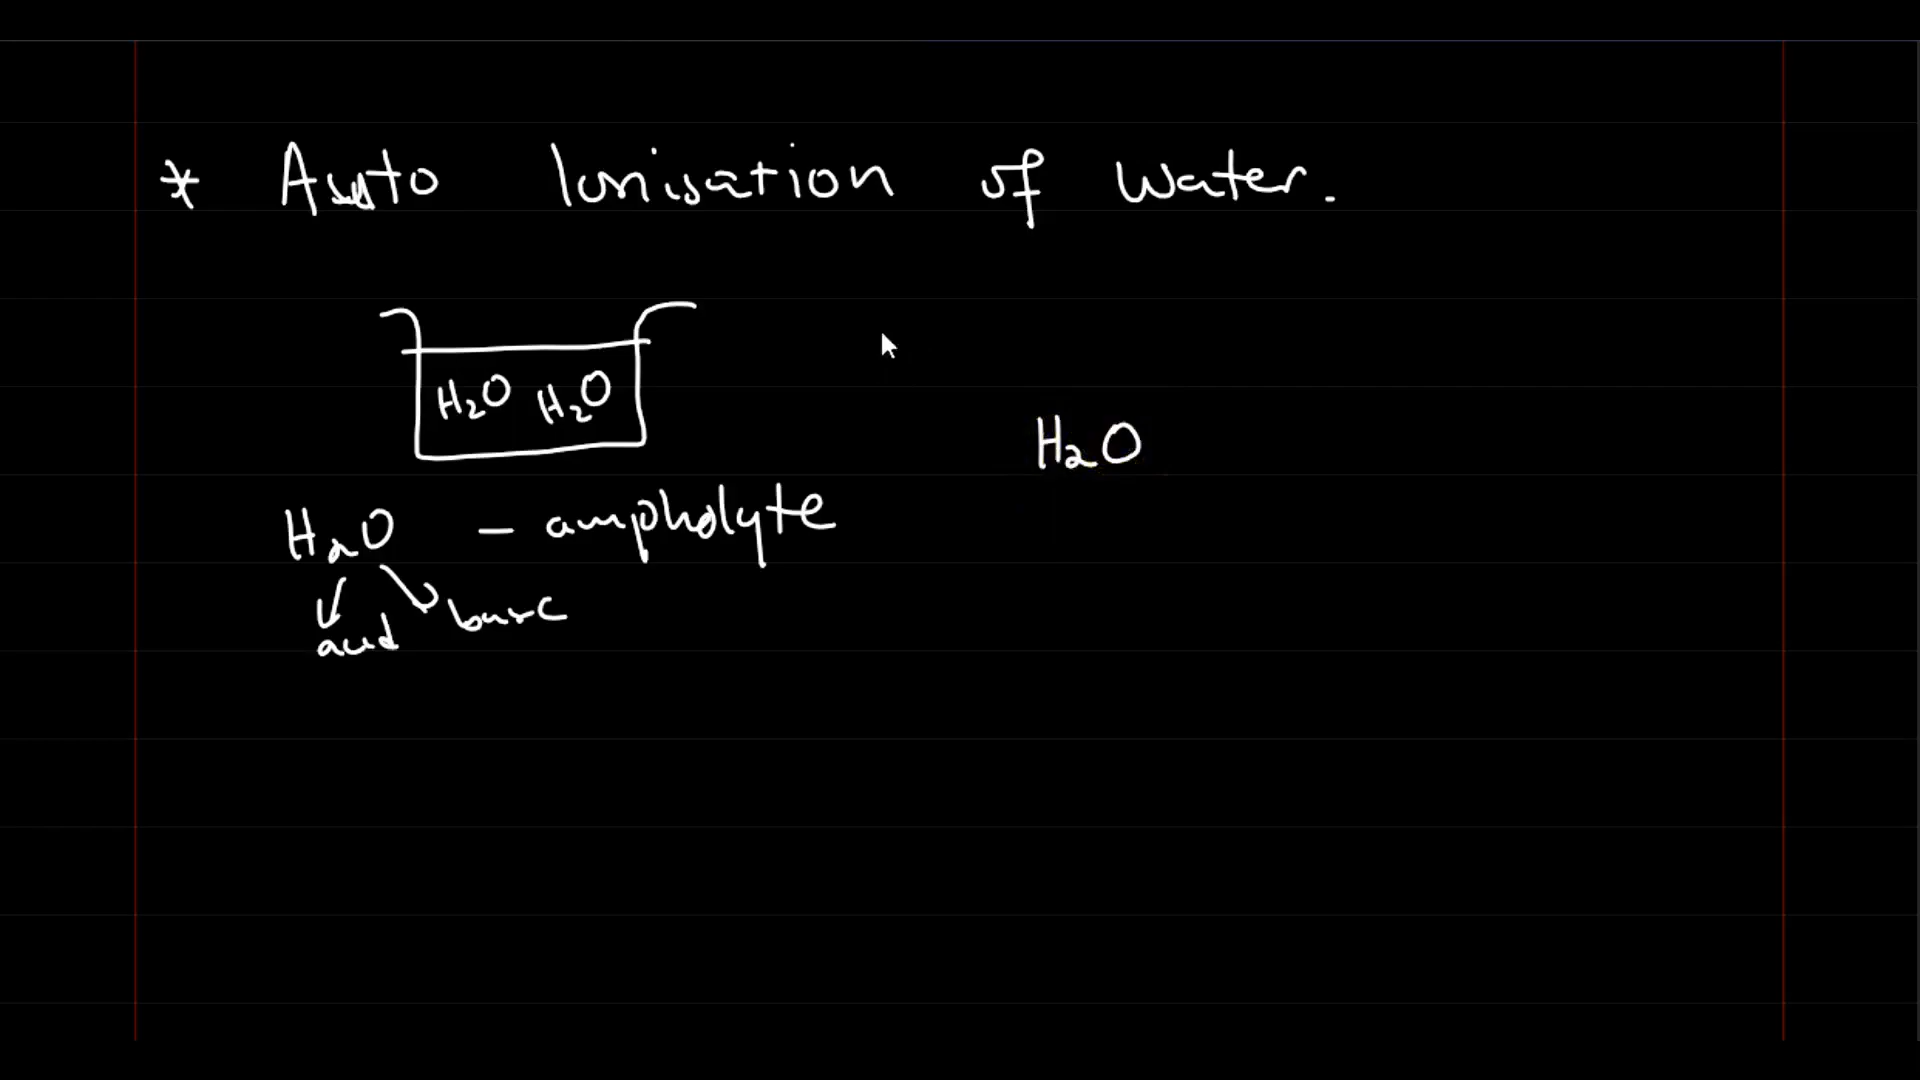 * Auto Ionisation of Water.
H₂O H₂O
H₂O
H₂O - ampholyte
acid base